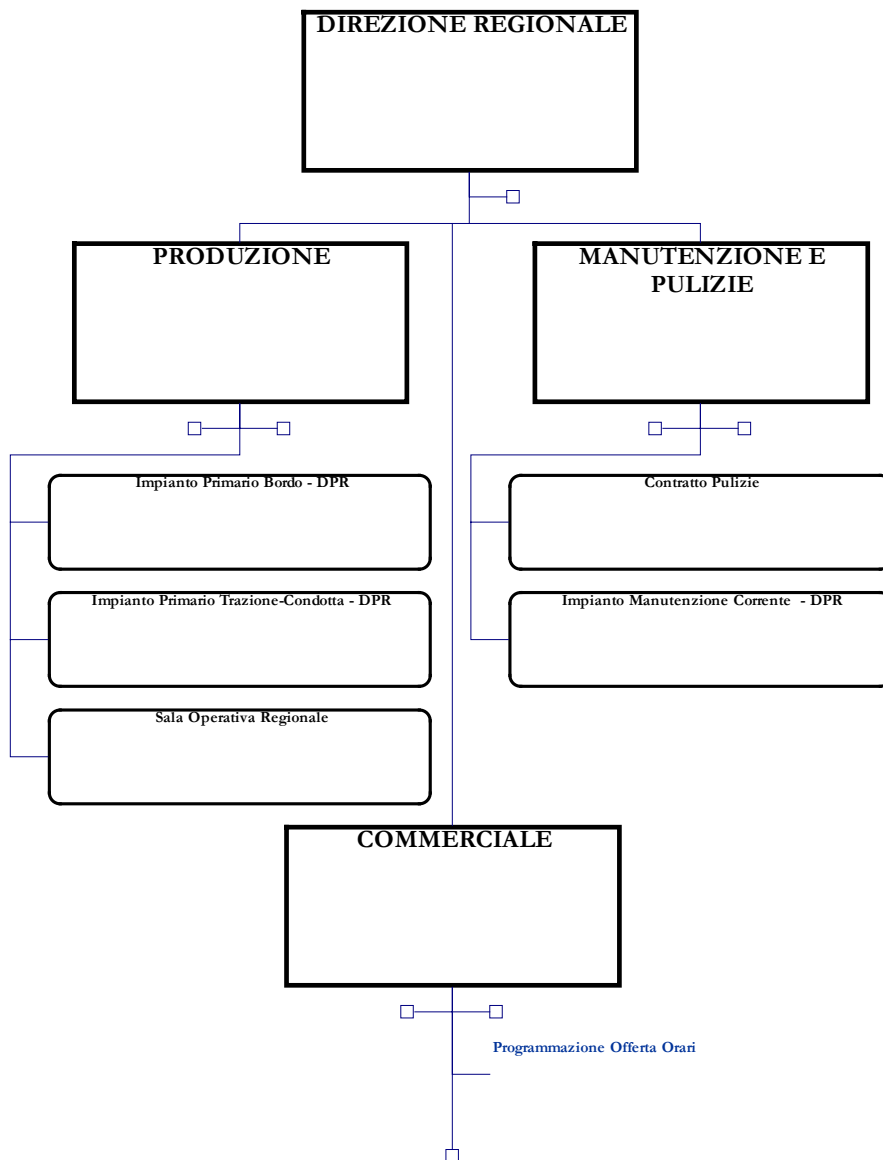 DIREZIONE REGIONALE
PRODUZIONE
MANUTENZIONE E
PULIZIE
Impianto Primario Bordo - DPR
Contratto Pulizie
Impianto Primario Trazione-Condotta - DPR
Impianto Manutenzione Corrente - DPR
Sala Operativa Regionale
COMMERCIALE
Programmazione Offerta Orari